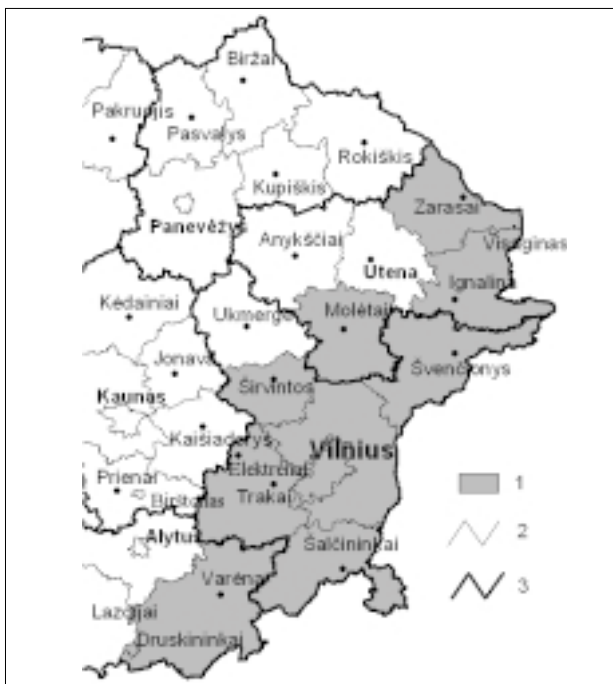 Biržai
Pakruojis
Pasvalys
Rokiškis
Kupiškis
Zarasai
Panevėžys
Anykščiai
Visaginas
Utena
Ignalina
Kėdainiai
Ukmergė
Molėtai
Jonava
Švenčionys
Širvintos
Kaunas
Kaišiadorys
Vilnius
Elektrėnai
Prienai
Trakai
Birštonas
1
2
3
Alytus
Šalčininkai
Varėna
Lazdijai
Druskininkai